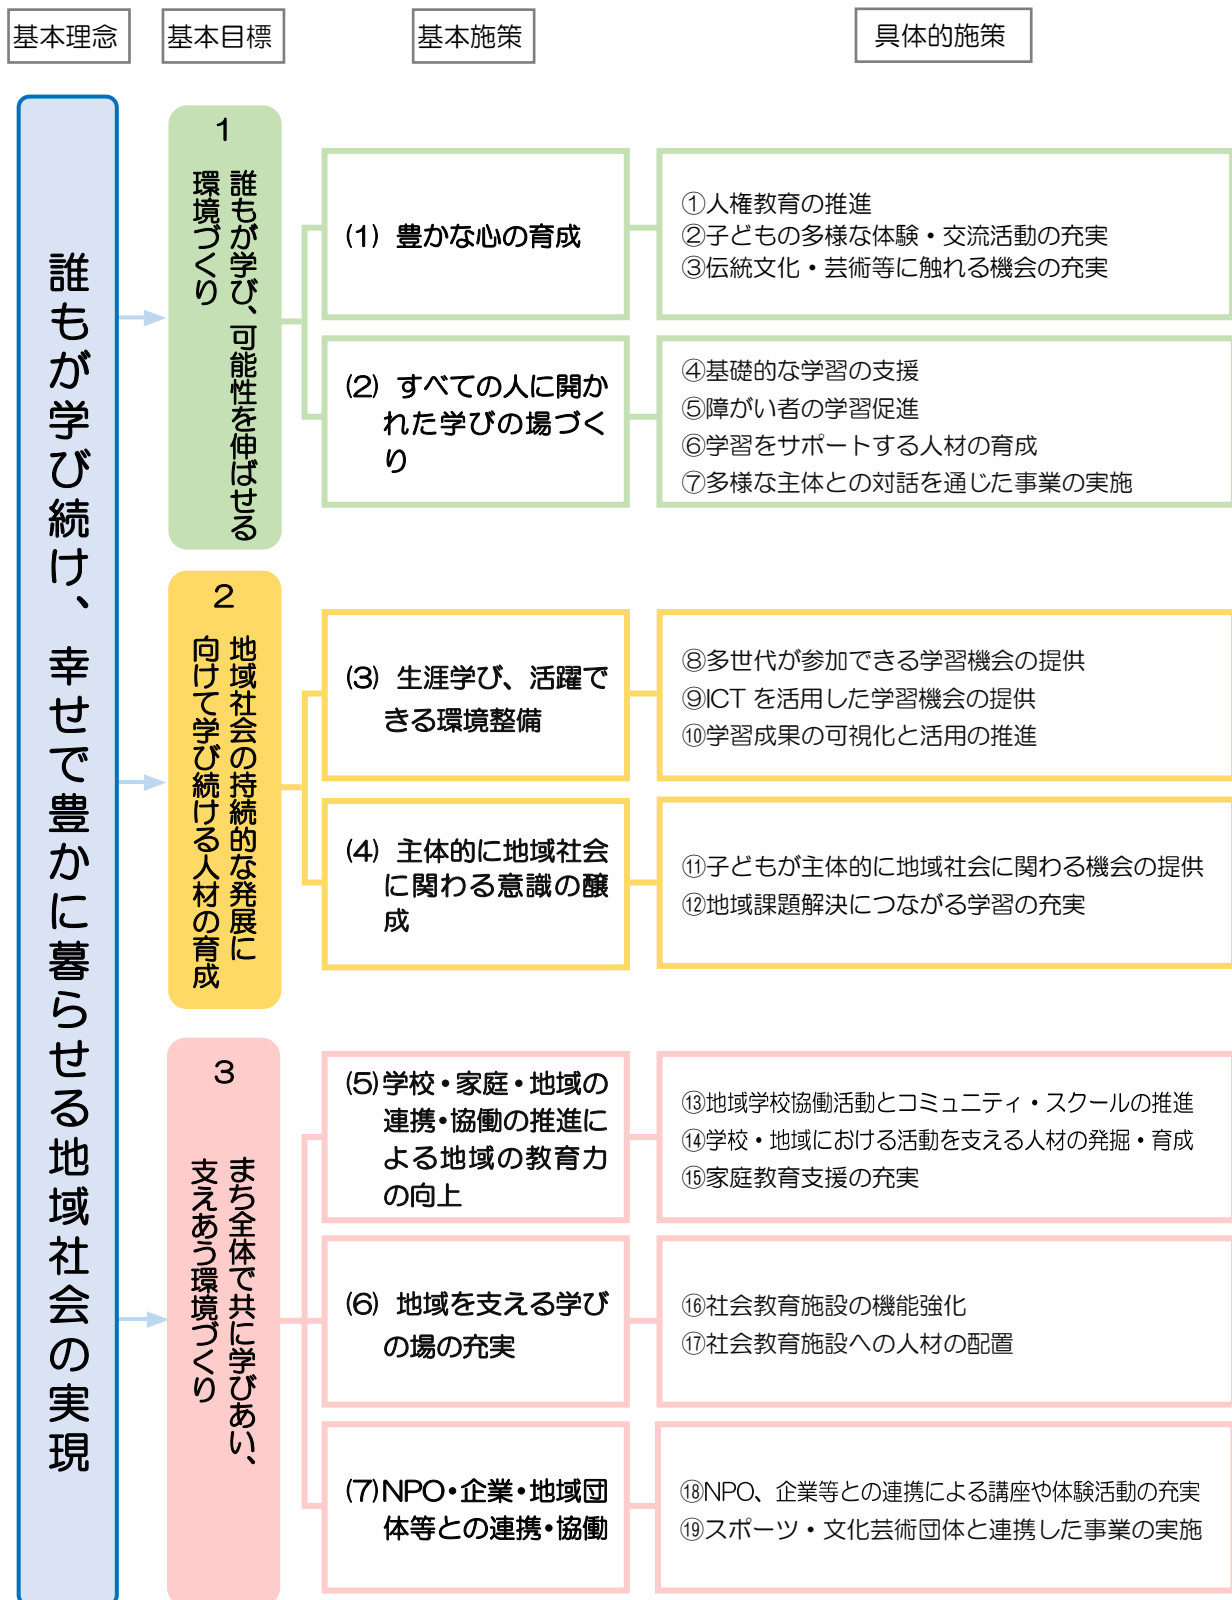 基本理念
基本目標
基本施策
具体的施策
誰もが学び続け、幸せで豊かに暮らせる地域社会の実現
1
誰もが学び、可能性を伸ばせる
環境づくり
(1) 豊かな心の育成
①人権教育の推進
②子どもの多様な体験・交流活動の充実
③伝統文化・芸術等に触れる機会の充実
(2) すべての人に開か
れた学びの場づく
り
④基礎的な学習の支援
⑤障がい者の学習促進
⑥学習をサポートする人材の育成
⑦多様な主体との対話を通じた事業の実施
2
地域社会の持続的な発展に
向けて学び続ける人材の育成
(3) 生涯学び、活躍で
きる環境整備
⑧多世代が参加できる学習機会の提供
⑨ICT を活用した学習機会の提供
⑩学習成果の可視化と活用の推進
(4) 主体的に地域社会
に関わる意識の醸
成
⑪子どもが主体的に地域社会に関わる機会の提供
⑫地域課題解決につながる学習の充実
3
まち全体で共に学びあい、
支えあう環境づくり
(5)学校・家庭・地域の
連携・協働の推進に
よる地域の教育力
の向上
⑬地域学校協働活動とコミュニティ・スクールの推進
⑭学校・地域における活動を支える人材の発掘・育成
⑮家庭教育支援の充実
(6) 地域を支える学び
の場の充実
⑯社会教育施設の機能強化
⑰社会教育施設への人材の配置
(7)NPO・企業・地域団
体等との連携・協働
⑱NPO、企業等との連携による講座や体験活動の充実
⑲スポーツ・文化芸術団体と連携した事業の実施